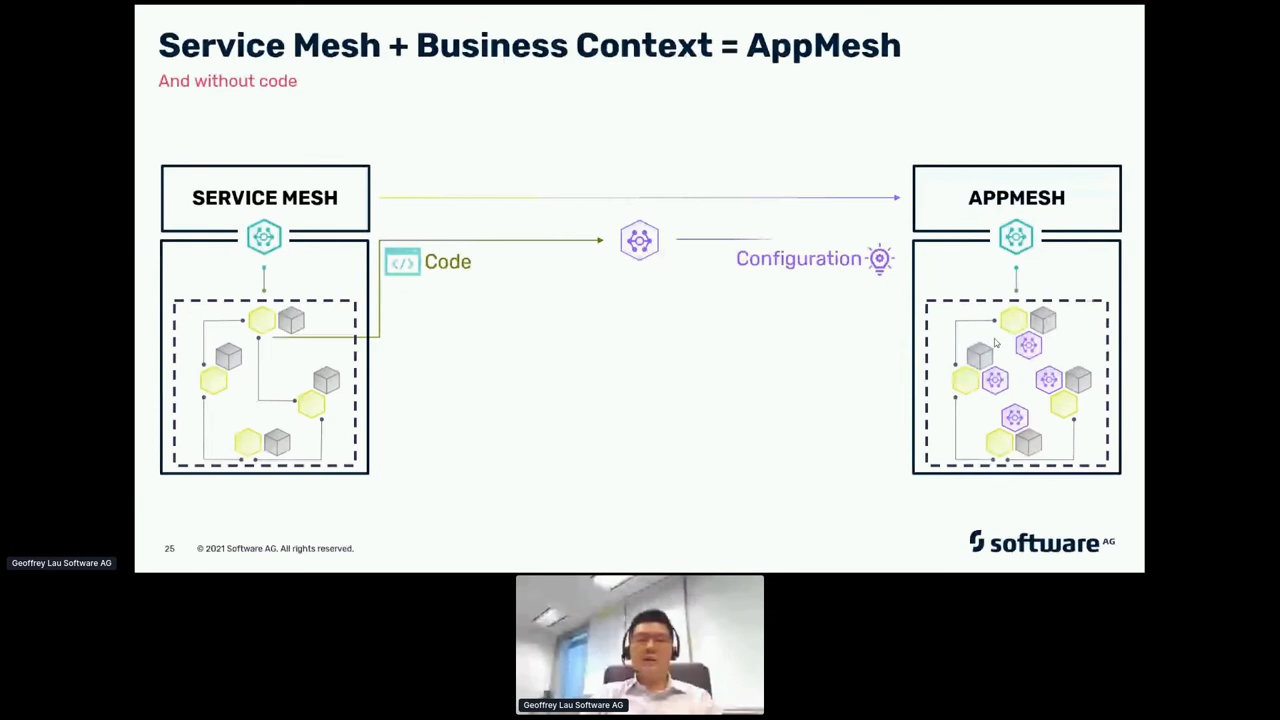 Service Mesh + Business Context = AppMesh
And without code
SERVICE MESH
APPMESH
</> Code
Configuration
25
© 2021 Software AG. All rights reserved.
software AG
Geoffrey Lau Software AG
Geoffrey Lau Software AG